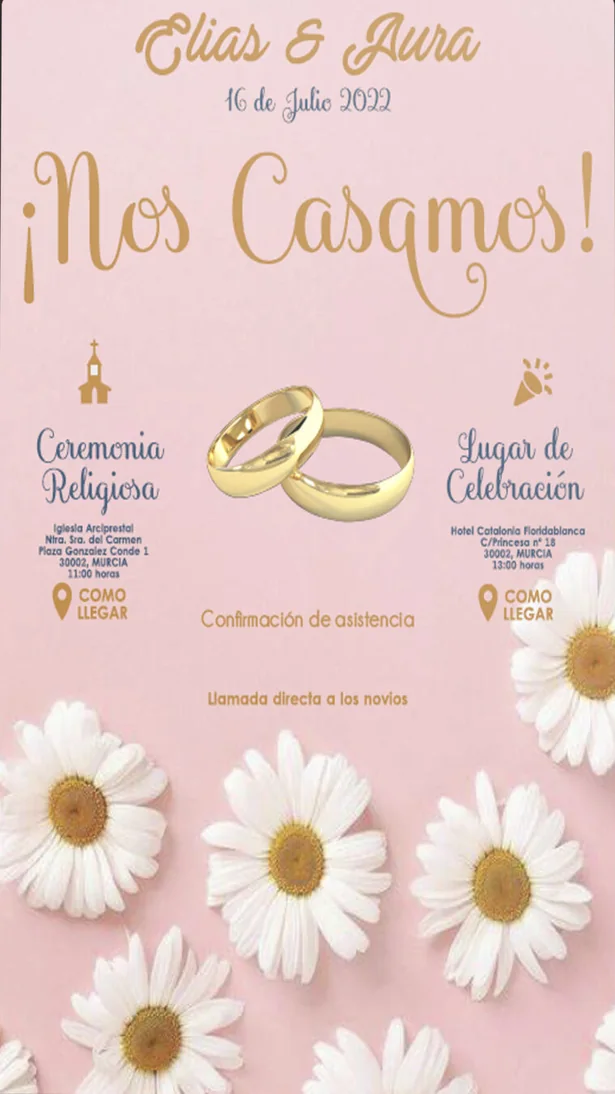 Elias & Aura
16 de Julio 2022
¡Nos Casamos!
Ceremonia
Religiosa
Iglesia Arciprestal
Ntra. Sra. del Carmen
Plaza Gonzalez Conde 1
30002, MURCIA
11:00 horas
COMO
LLEGAR
Lugar de
Celebración
Hotel Catalonia Floridablanca
C/Princesa nº 18
30002, MURCIA
13:00 horas
COMO
LLEGAR
Confirmación de asistencia
Llamada directa a los novios